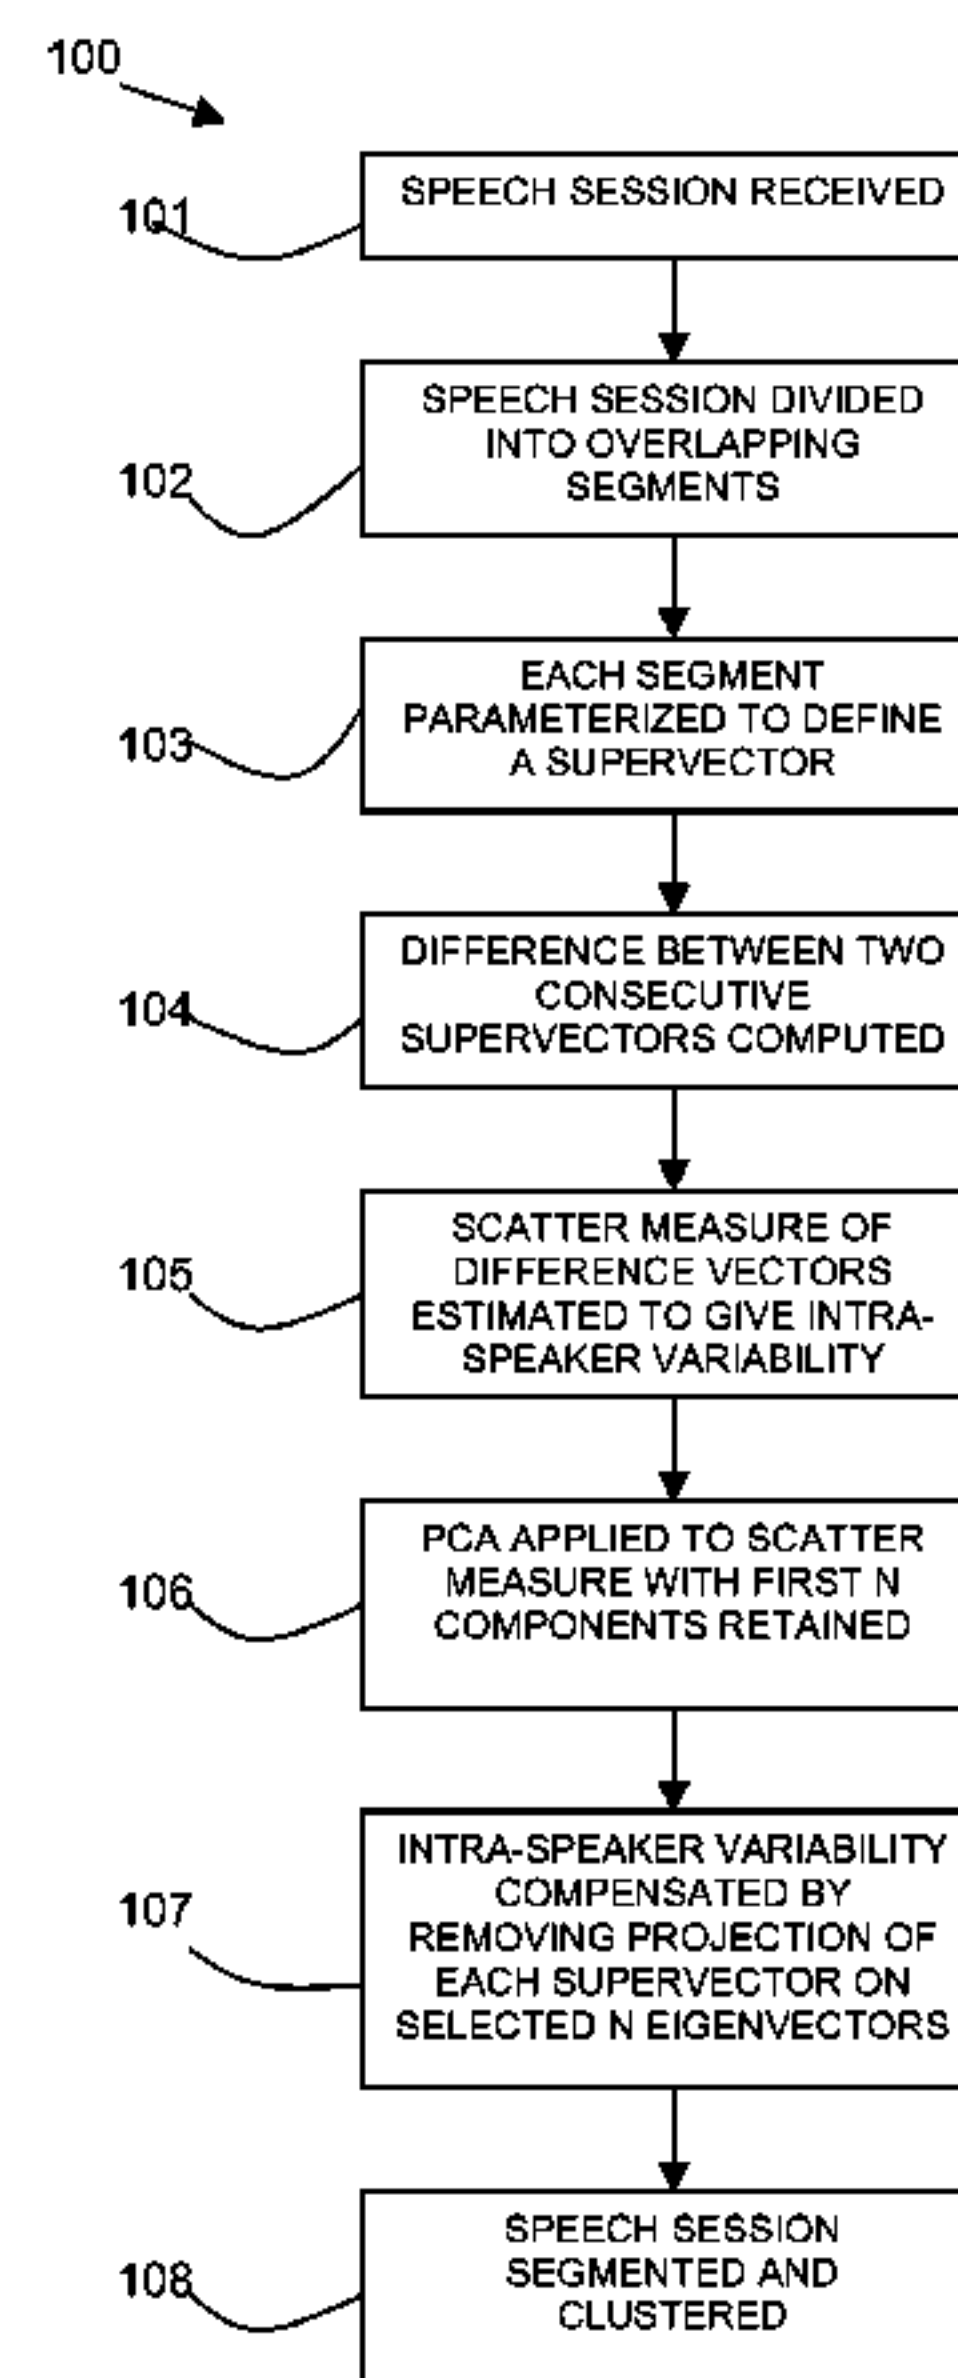 100
101
SPEECH SESSION RECEIVED
102
SPEECH SESSION DIVIDED
INTO OVERLAPPING
SEGMENTS
103
EACH SEGMENT
PARAMETERIZED TO DEFINE
A SUPERVECTOR
104
DIFFERENCE BETWEEN TWO
CONSECUTIVE
SUPERVECTORS COMPUTED
105
SCATTER MEASURE OF
DIFFERENCE VECTORS
ESTIMATED TO GIVE INTRA-
SPEAKER VARIABILITY
106
PCA APPLIED TO SCATTER
MEASURE WITH FIRST N
COMPONENTS RETAINED
107
INTRA-SPEAKER VARIABILITY
COMPENSATED BY
REMOVING PROJECTION OF
EACH SUPERVECTOR ON
SELECTED N EIGENVECTORS
108
SPEECH SESSION
SEGMENTED AND
CLUSTERED